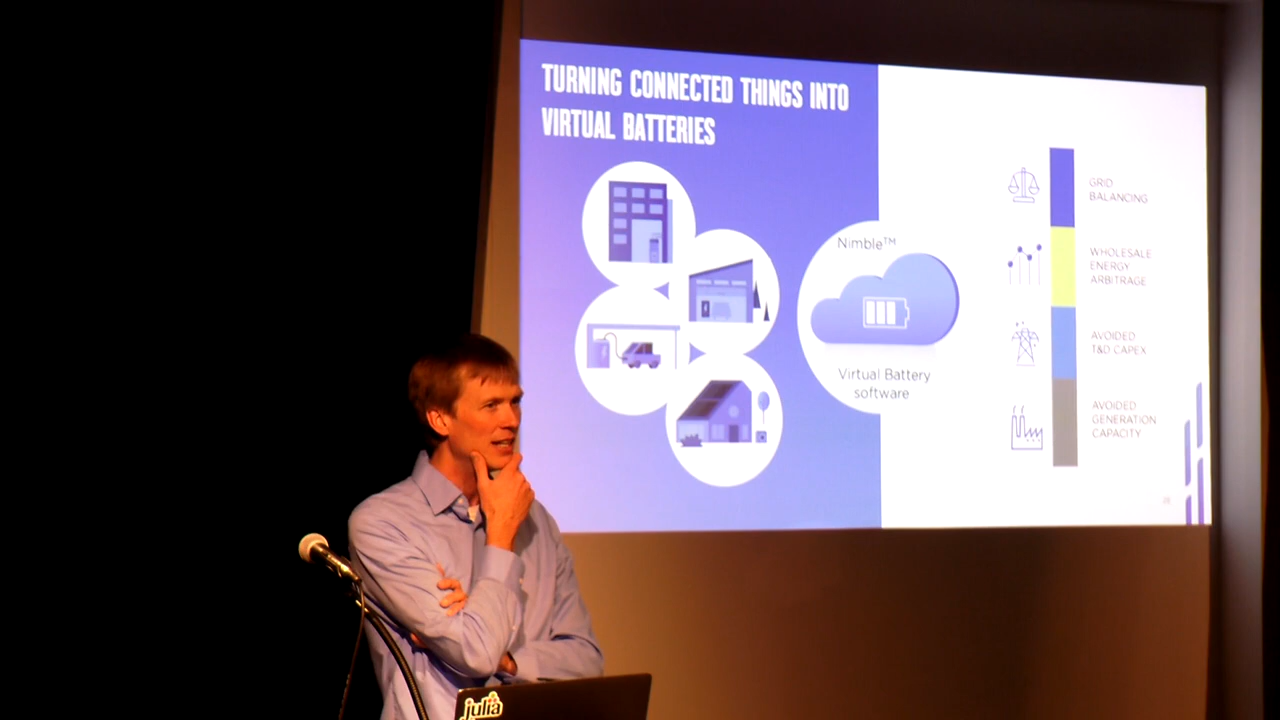 TURNING CONNECTED THINGS INTO
VIRTUAL BATTERIES
Nimble™
Virtual Battery
software
GRID
BALANCING
WHOLESALE
ENERGY
ARBITRAGE
AVOIDED
T&D CAPEX
AVOIDED
GENERATION
CAPACITY
julia